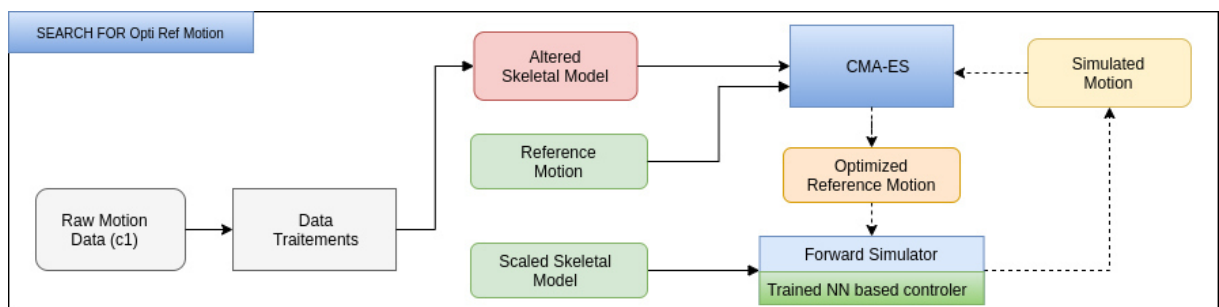 SEARCH FOR Opti Ref Motion
Altered
Skeletal Model
CMA-ES
Simulated
Motion
Reference
Motion
Optimized
Reference Motion
Raw Motion
Data (c1)
Data
Traitements
Scaled Skeletal
Model
Forward Simulator
Trained NN based controler